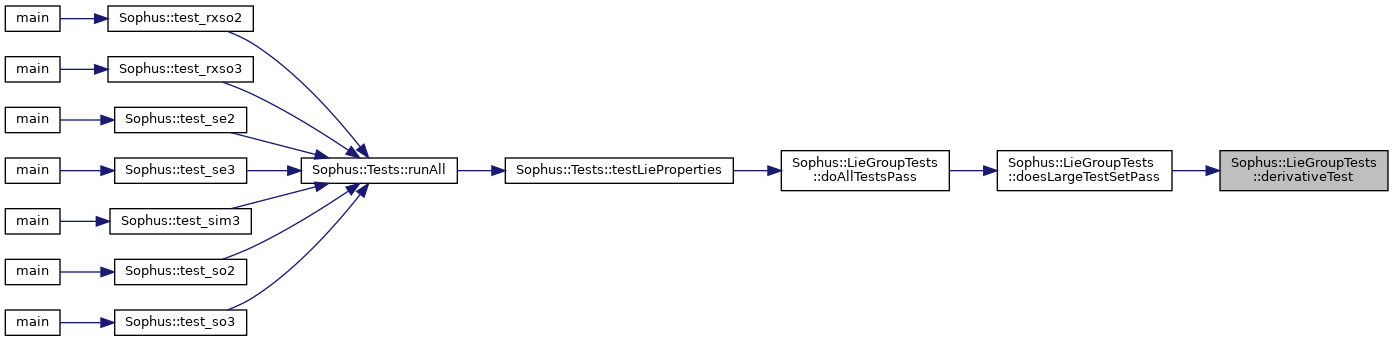 main
Sophus::test_rxso2
main
Sophus::test_rxso3
main
Sophus::test_se2
main
Sophus::test_se3
main
Sophus::test_sim3
main
Sophus::test_so2
main
Sophus::test_so3
Sophus::Tests::runAll
Sophus::Tests::testLieProperties
Sophus::LieGroupTests
::doAllTestsPass
Sophus::LieGroupTests
::doesLargeTestSetPass
Sophus::LieGroupTests
::derivativeTest